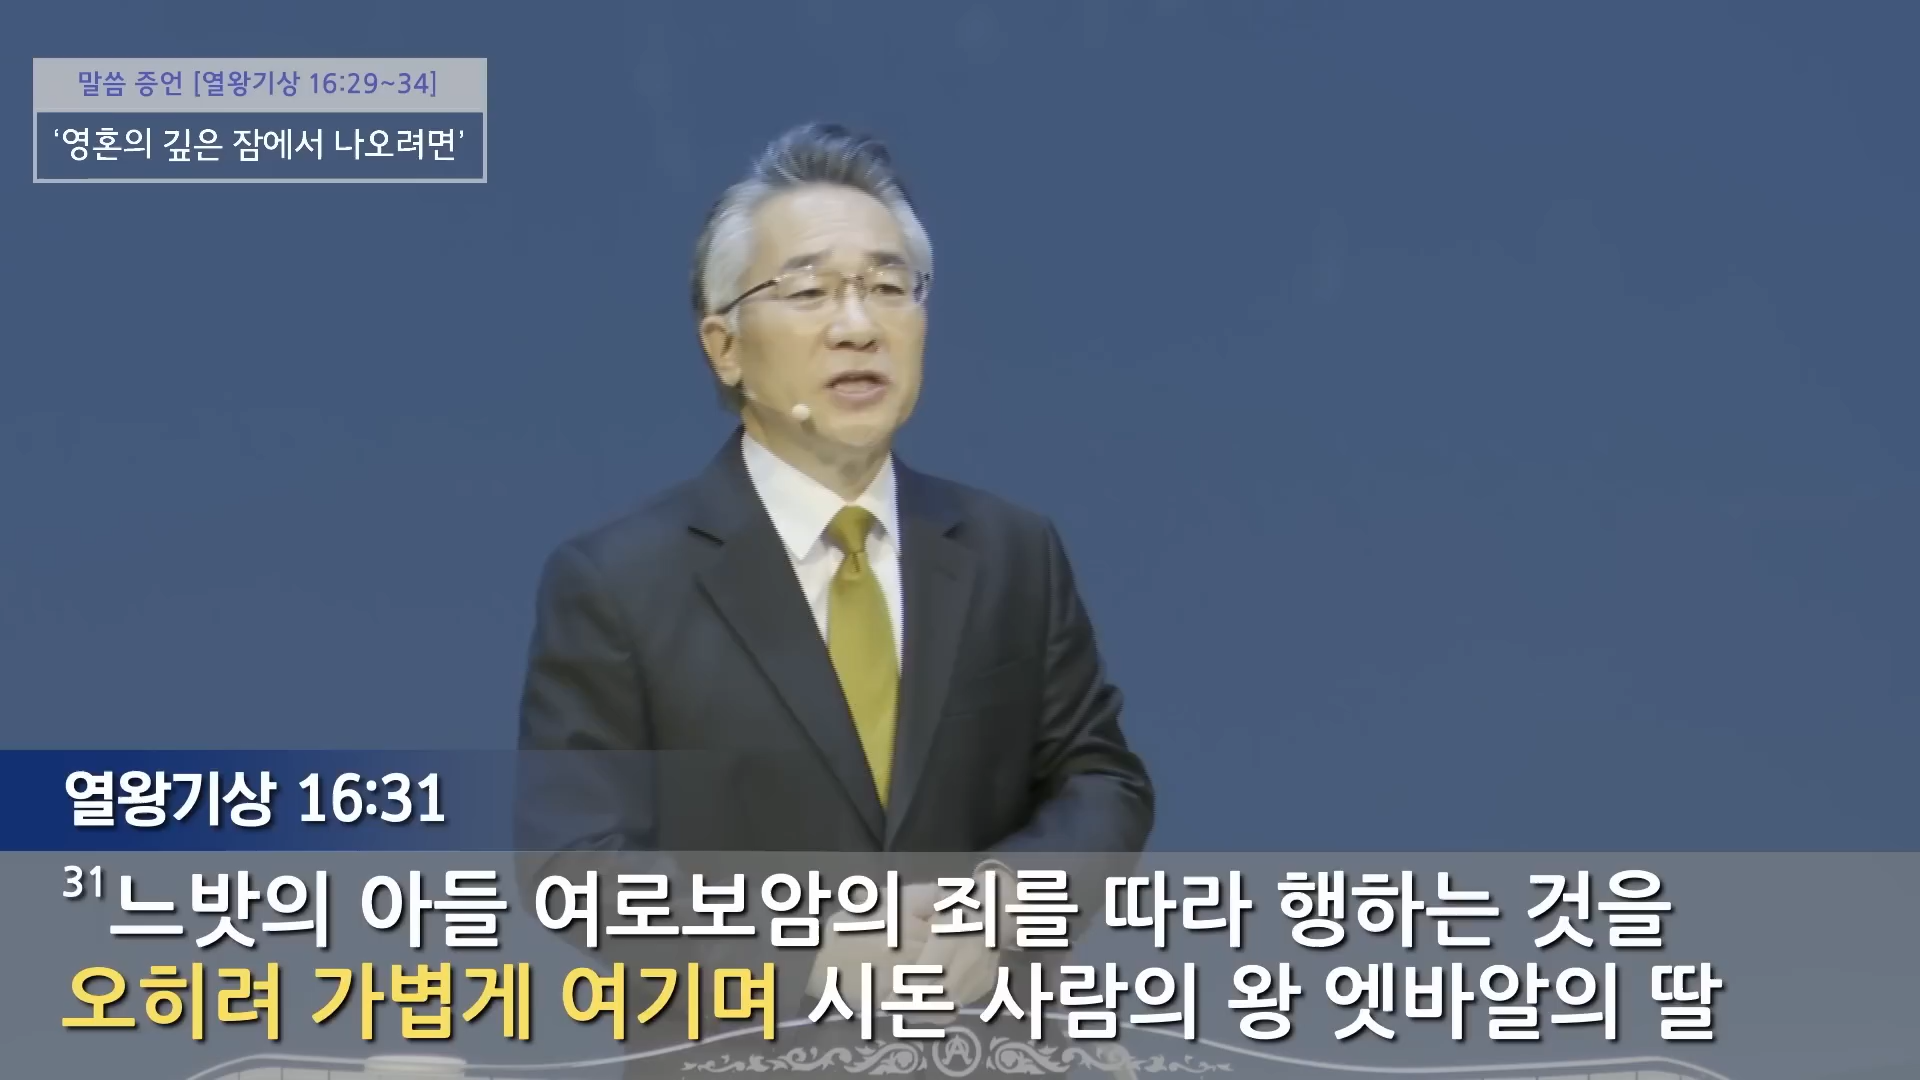 말씀 증언 [열왕기상 16:29~34]
‘영혼의 깊은 잠에서 나오려면’
열왕기상 16:31
31 느밧의 아들 여로보암의 죄를 따라 행하는 것을
오히려 가볍게 여기며 시돈 사람의 왕 엣바알의 딸